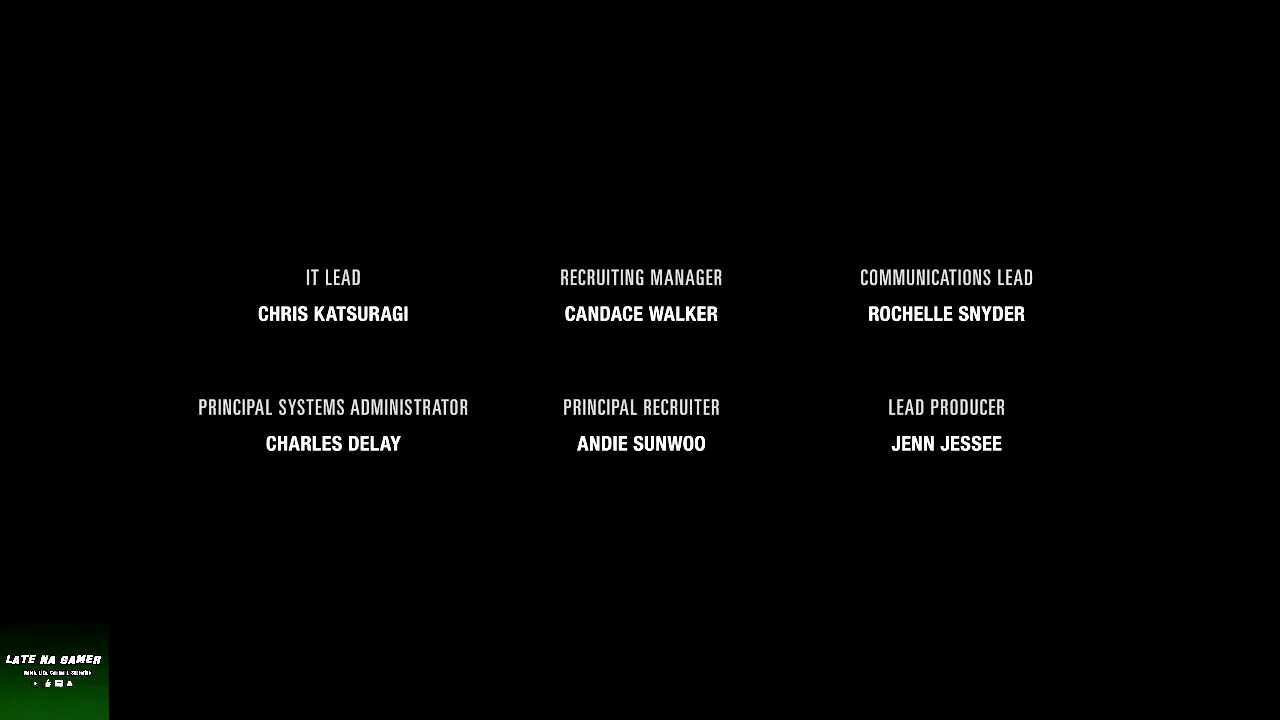 IT LEAD
CHRIS KATSURAGI
RECRUITING MANAGER
CANDACE WALKER
COMMUNICATIONS LEAD
ROCHELLE SNYDER
PRINCIPAL SYSTEMS ADMINISTRATOR
CHARLES DELAY
PRINCIPAL RECRUITER
ANDIE SUNWOO
LEAD PRODUCER
JENN JESSEE
LATE NA GAMER